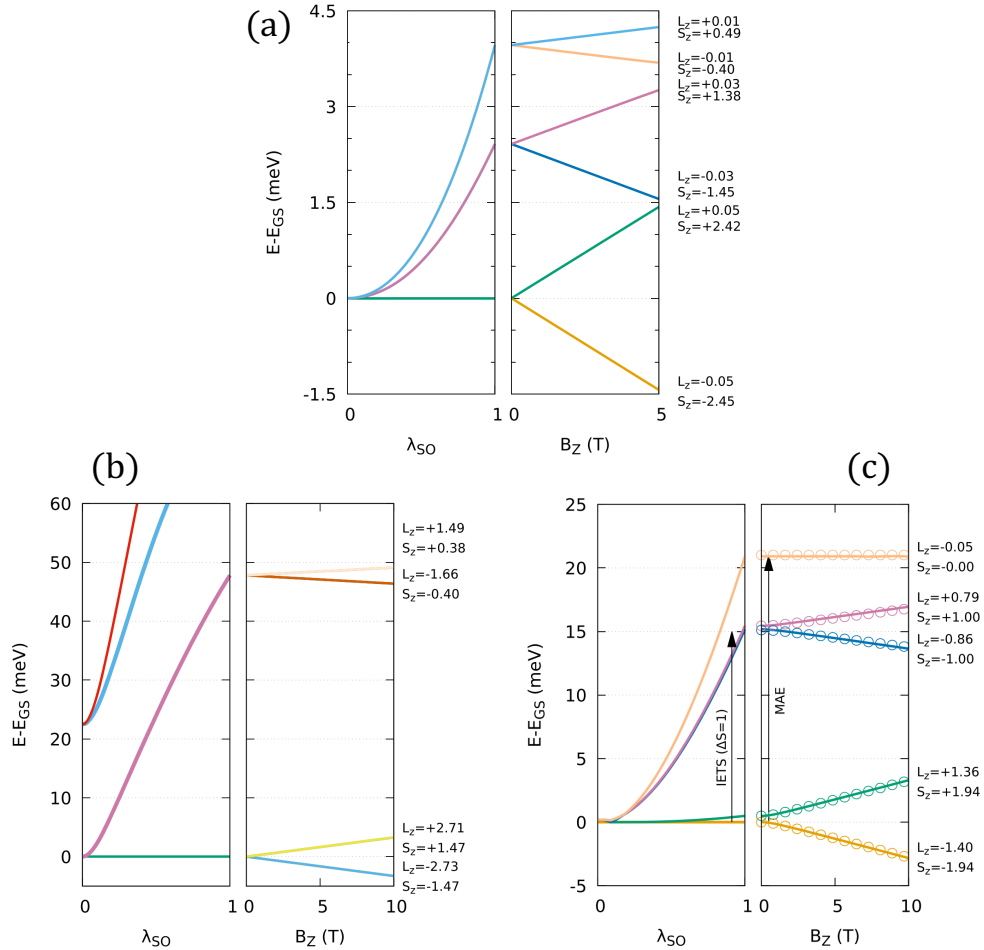 (a)
4.5
3
1.5
0
-1.5
E-E_GS (meV)
0
1
0
5
λ_SO
B_Z (T)
L_z=+0.01
S_z=+0.49
L_z=-0.01
S_z=-0.40
L_z=+0.03
S_z=+1.38
L_z=-0.03
S_z=-1.45
L_z=+0.05
S_z=+2.42
L_z=-0.05
S_z=-2.45
(b)
60
50
40
30
20
10
0
E-E_GS (meV)
0
1
0
5
10
λ_SO
B_Z (T)
L_z=+1.49
S_z=+0.38
L_z=-1.66
S_z=-0.40
L_z=+2.71
S_z=+1.47
L_z=-2.73
S_z=-1.47
(c)
25
20
15
10
5
0
-5
E-E_GS (meV)
IETS (ΔS=1)
MAE
0
1
0
5
10
λ_SO
B_Z (T)
L_z=-0.05
S_z=-0.00
L_z=+0.79
S_z=+1.00
L_z=-0.86
S_z=-1.00
L_z=+1.36
S_z=+1.94
L_z=-1.40
S_z=-1.94